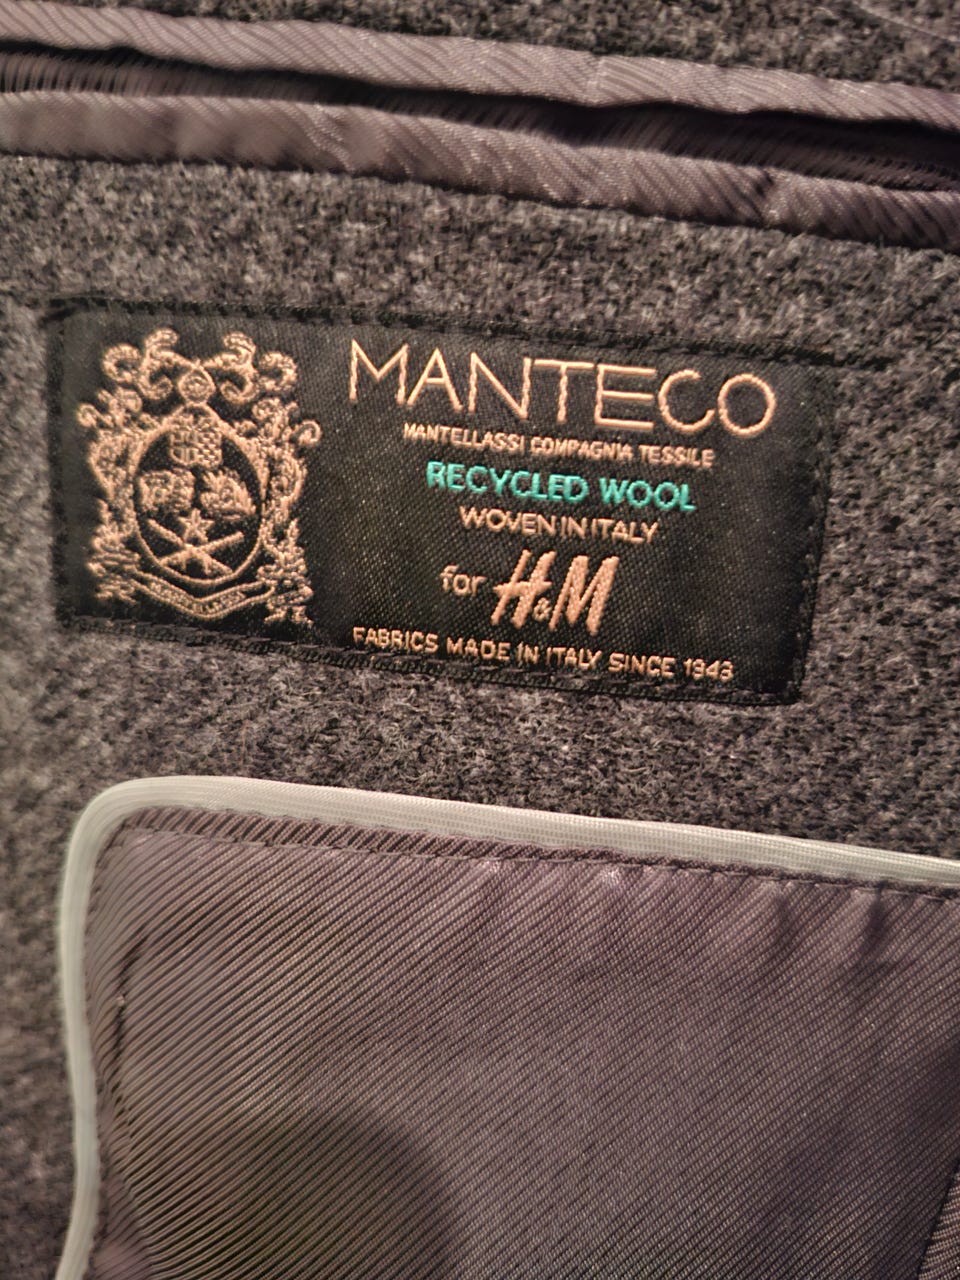 MANTECO
MANTELLASSI COMPAGNIA TESSILE
RECYCLED WOOL
WOVEN IN ITALY
for H&M
FABRICS MADE IN ITALY SINCE 1943